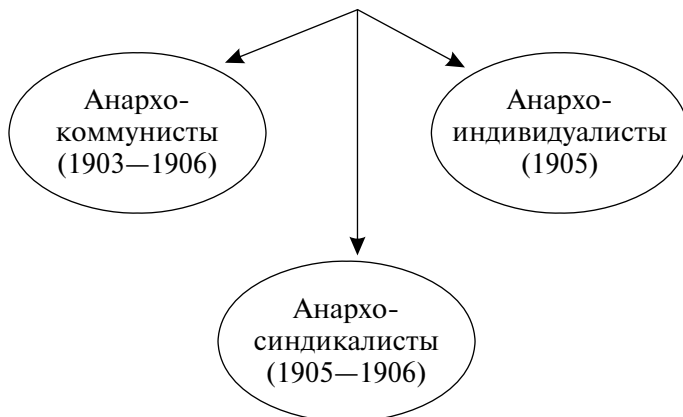 Анархо-
коммунисты
(1903—1906)
Анархо-
индивидуалисты
(1905)
Анархо-
синдикалисты
(1905—1906)